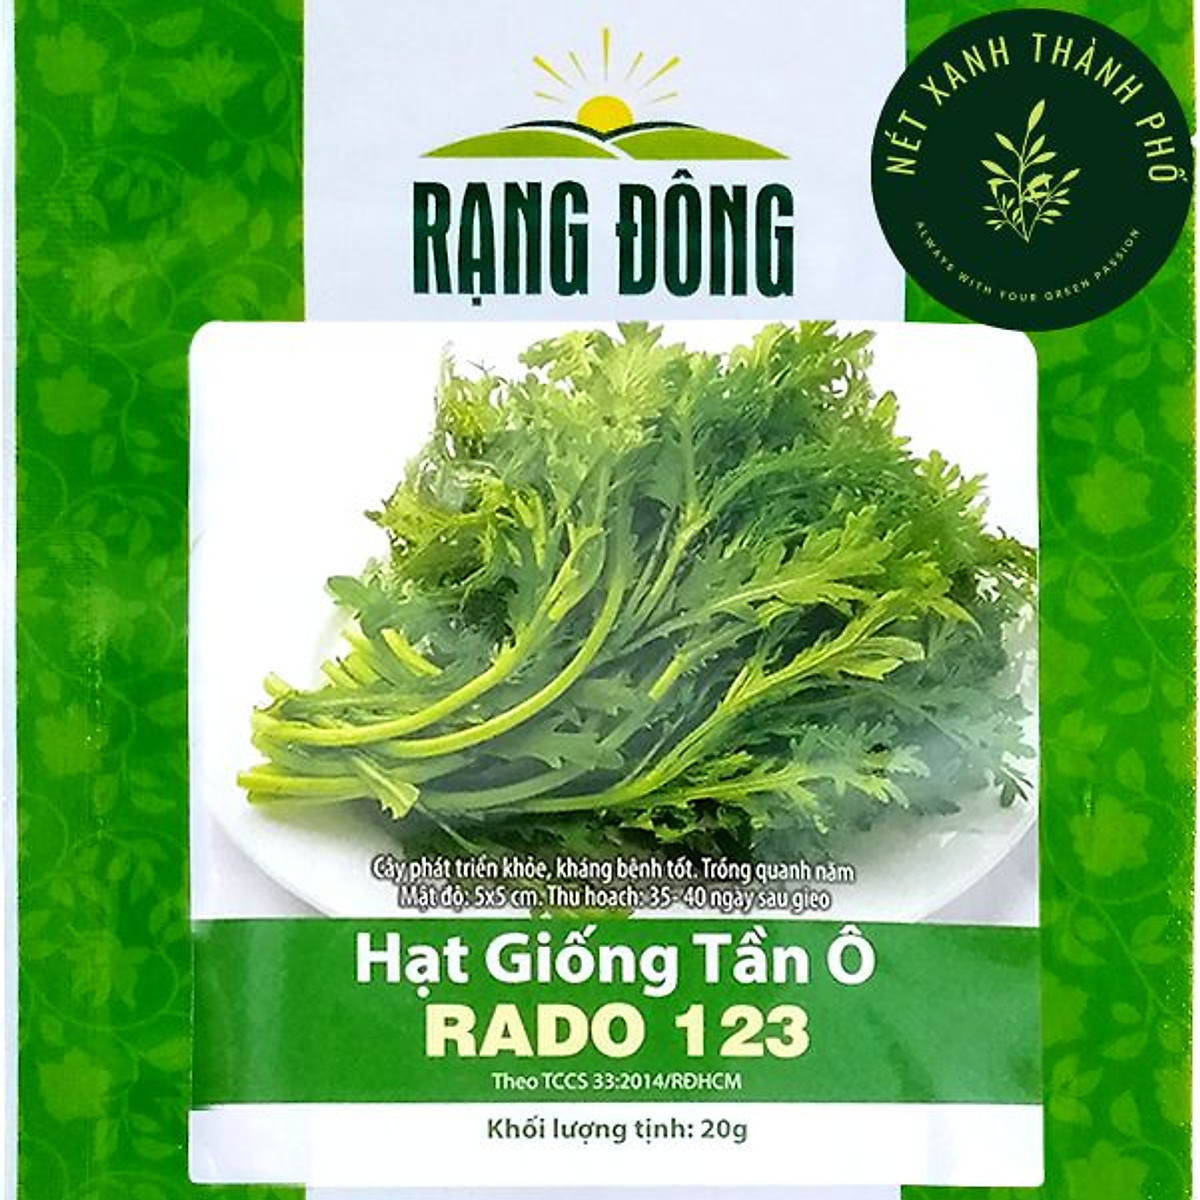 NÉT XANH THÀNH PHỐ
ALWAYS WITH YOUR GREEN PASSION
RẠNG ĐÔNG
Cây phát triển khỏe, kháng bệnh tốt. Trồng quanh năm
Mật độ: 5x5 cm. Thu hoạch: 35- 40 ngày sau gieo
Hạt Giống Tần Ô
RADO 123
Theo TCCS 33:2014/RĐHCM
Khối lượng tịnh: 20g